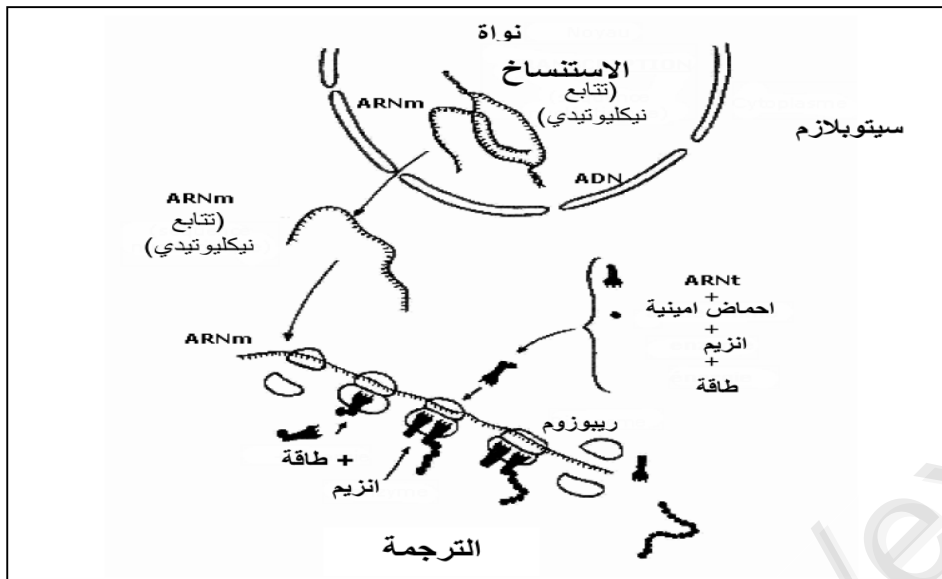 نواة
الاستنساخ
(تتابع
نيكليوتيدي)
ARNm
سيتوبلازم
ADN
ARNm
(تتابع
نيكليوتيدي)
ARNt
+
احماض امينية
+
انزيم
+
طاقة
ARNm
ريبوزوم
+ طاقة
انزيم
الترجمة